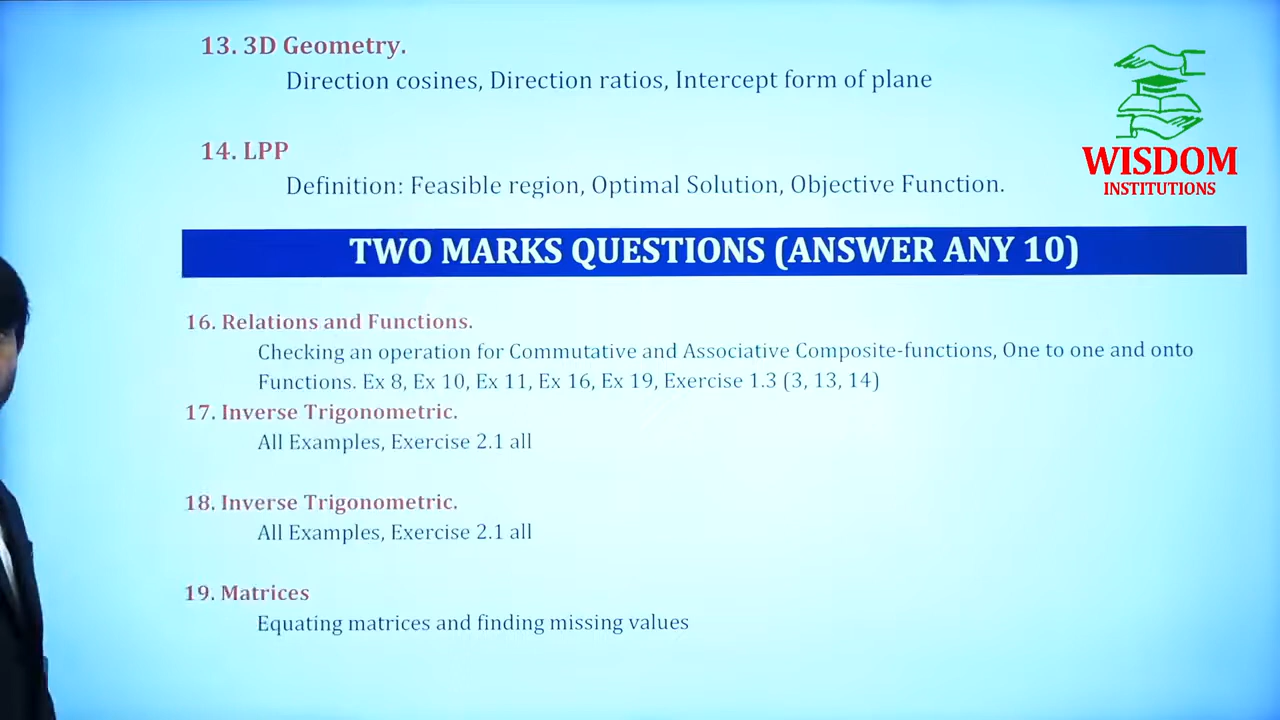 13. 3D Geometry.
Direction cosines, Direction ratios, Intercept form of plane
14. LPP
Definition: Feasible region, Optimal Solution, Objective Function.
WISDOM
INSTITUTIONS
TWO MARKS QUESTIONS (ANSWER ANY 10)
16. Relations and Functions.
Checking an operation for Commutative and Associative Composite-functions, One to one and onto
Functions. Ex 8, Ex 10, Ex 11, Ex 16, Ex 19, Exercise 1.3 (3, 13, 14)
17. Inverse Trigonometric.
All Examples, Exercise 2.1 all
18. Inverse Trigonometric.
All Examples, Exercise 2.1 all
19. Matrices
Equating matrices and finding missing values